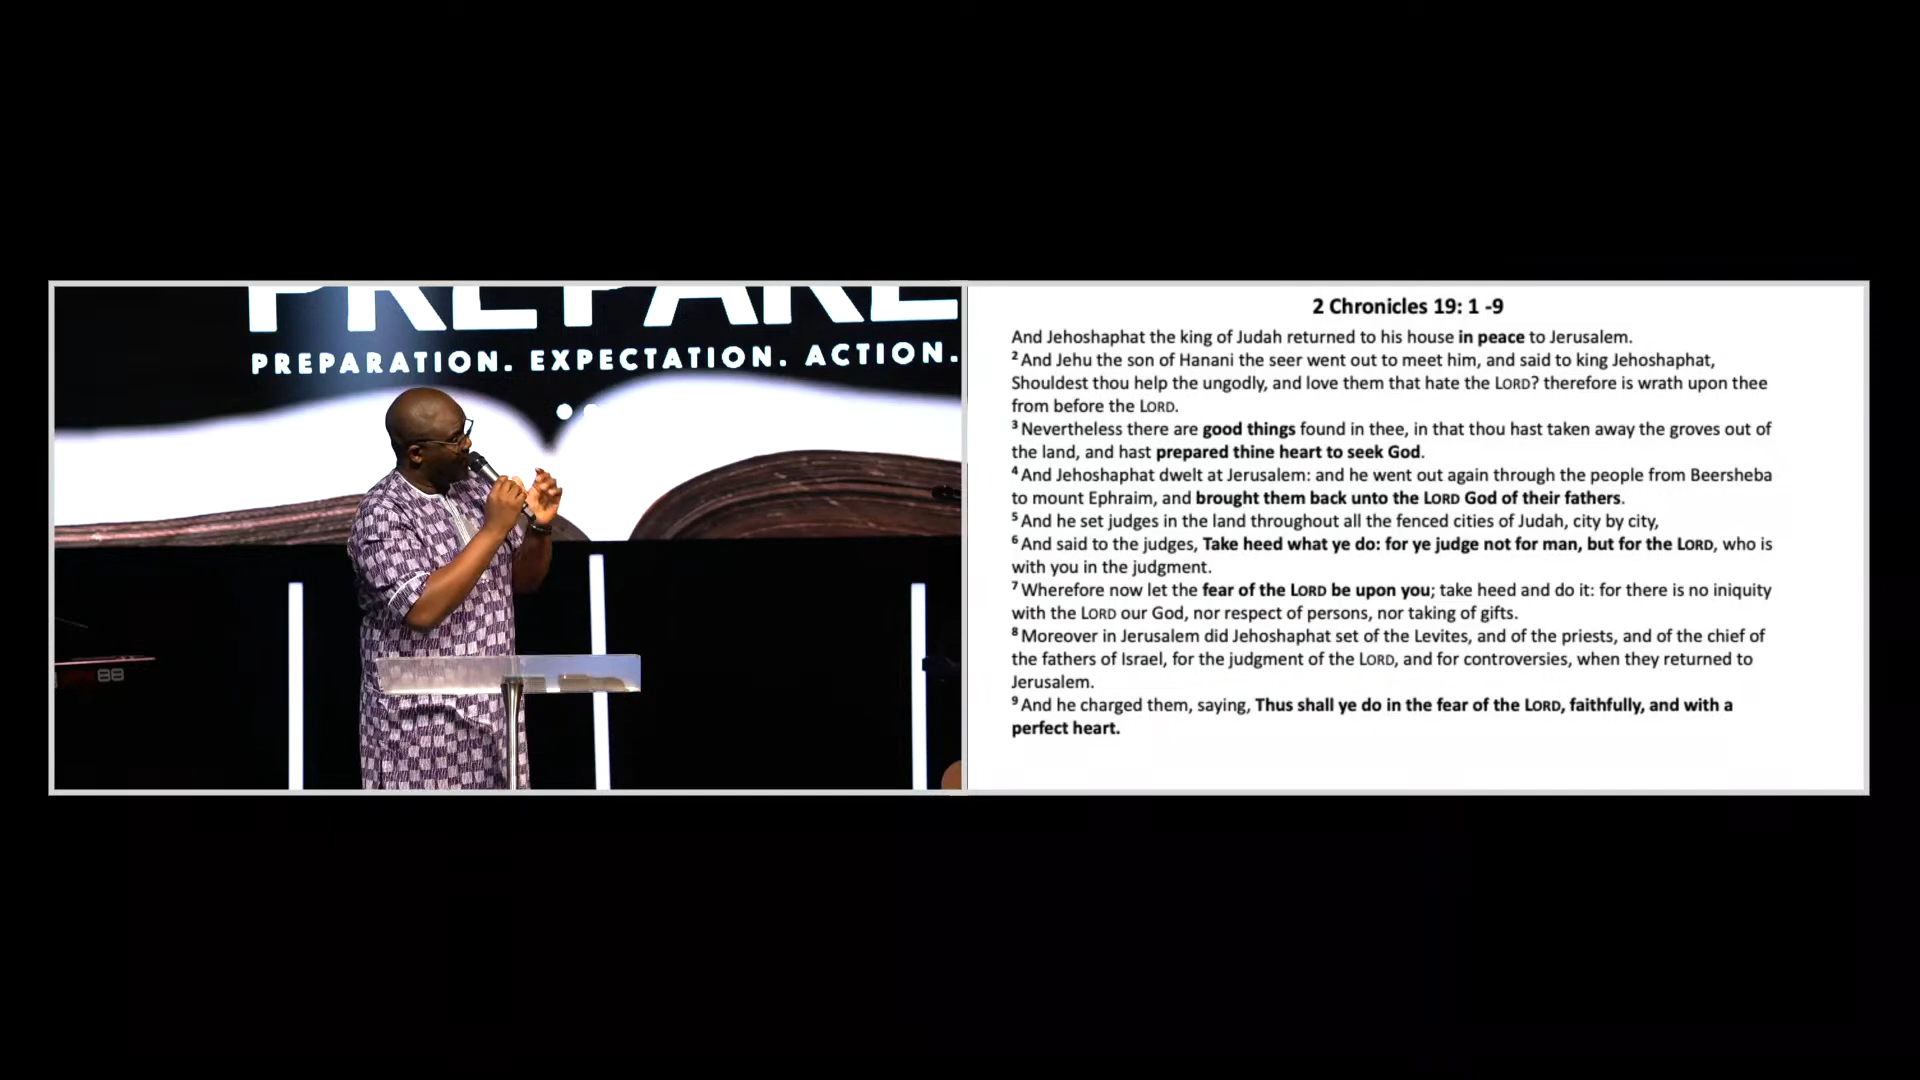 PREPARE
PREPARATION. EXPECTATION. ACTION.
88
2 Chronicles 19: 1 -9
And Jehoshaphat the king of Judah returned to his house in peace to Jerusalem.
2 And Jehu the son of Hanani the seer went out to meet him, and said to king Jehoshaphat,
Shouldest thou help the ungodly, and love them that hate the LORD? therefore is wrath upon thee
from before the LORD.
3 Nevertheless there are good things found in thee, in that thou hast taken away the groves out of
the land, and hast prepared thine heart to seek God.
4 And Jehoshaphat dwelt at Jerusalem: and he went out again through the people from Beersheba
to mount Ephraim, and brought them back unto the LORD God of their fathers.
5 And he set judges in the land throughout all the fenced cities of Judah, city by city,
6 And said to the judges, Take heed what ye do: for ye judge not for man, but for the LORD, who is
with you in the judgment.
7 Wherefore now let the fear of the LORD be upon you; take heed and do it: for there is no iniquity
with the LORD our God, nor respect of persons, nor taking of gifts.
8 Moreover in Jerusalem did Jehoshaphat set of the Levites, and of the priests, and of the chief of
the fathers of Israel, for the judgment of the LORD, and for controversies, when they returned to
Jerusalem.
9 And he charged them, saying, Thus shall ye do in the fear of the LORD, faithfully, and with a
perfect heart.